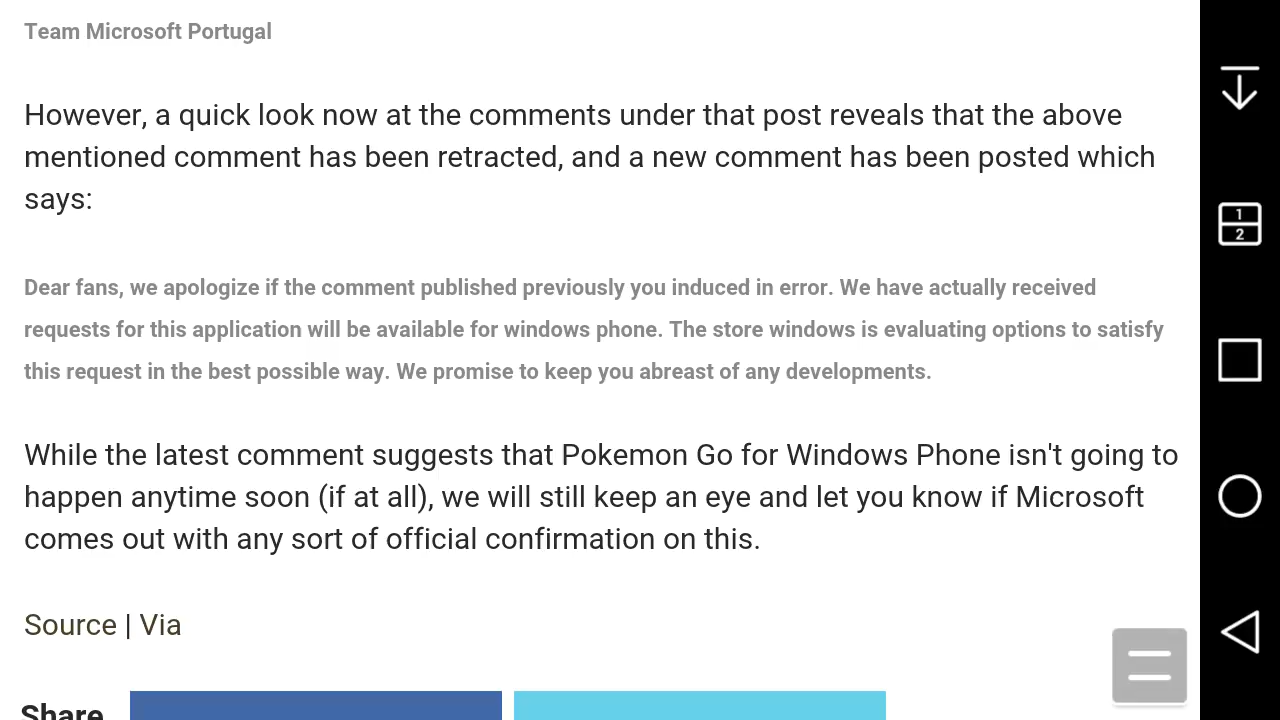 Team Microsoft Portugal
However, a quick look now at the comments under that post reveals that the above
mentioned comment has been retracted, and a new comment has been posted which
says:
Dear fans, we apologize if the comment published previously you induced in error. We have actually received
requests for this application will be available for windows phone. The store windows is evaluating options to satisfy
this request in the best possible way. We promise to keep you abreast of any developments.
While the latest comment suggests that Pokemon Go for Windows Phone isn't going to
happen anytime soon (if at all), we will still keep an eye and let you know if Microsoft
comes out with any sort of official confirmation on this.
Source | Via
Share
1
2